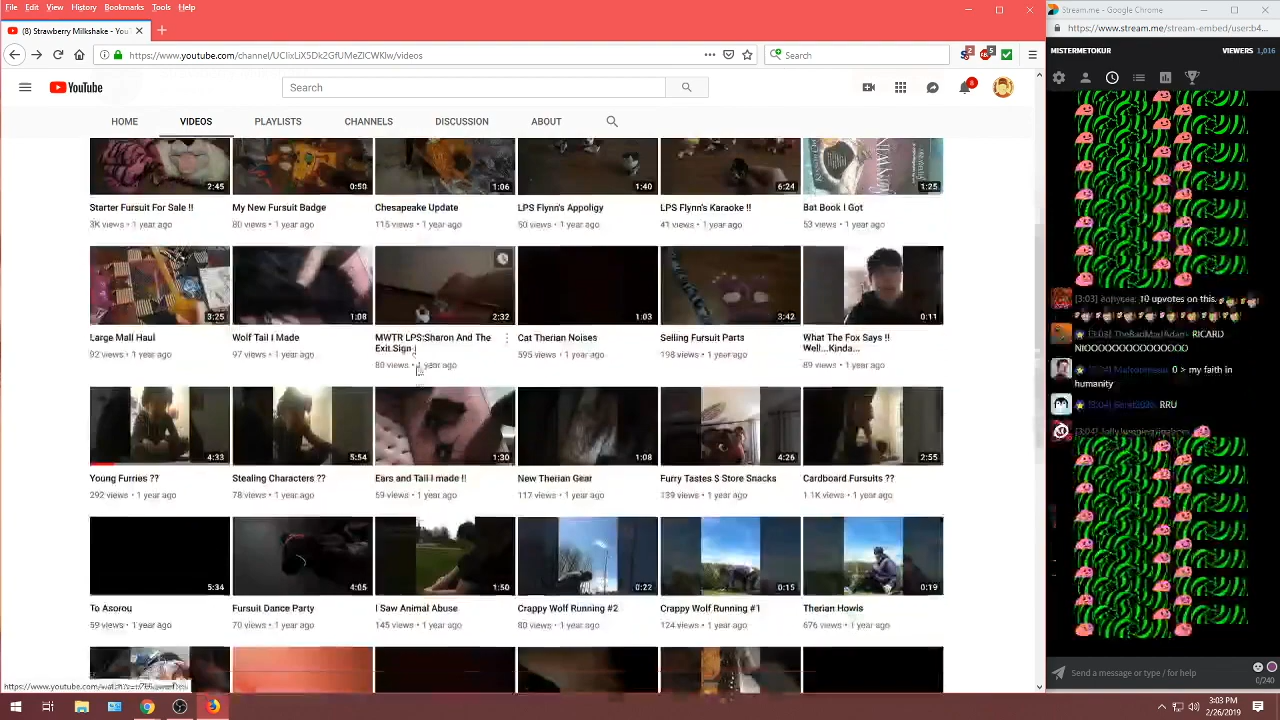 File Edit View History Bookmarks Tools Help
(8) Strawberry Milkshake - You
https://www.youtube.com/channel/UClixLiX5Dk2GfUMeZlCWKlw/videos
Search
YouTube
Search
8
HOME VIDEOS PLAYLISTS CHANNELS DISCUSSION ABOUT
2:45 0:50 1:06 1:40 6:24 1:25
Starter Fursuit For Sale !! My New Fursuit Badge Chesapeake Update LPS Flynn's Appoligy LPS Flynn's Karaoke !! Bat Book I Got
3K views • 1 year ago 80 views • 1 year ago 115 views • 1 year ago 50 views • 1 year ago 41 views • 1 year ago 53 views • 1 year ago
3:25 1:08 2:32 1:03 3:42 0:11
Large Mall Haul Wolf Tail I Made MWTR LPS:Sharon And The Cat Therian Noises Selling Fursuit Parts What The Fox Says !!
Exit Sign Well...Kinda...
92 views • 1 year ago 97 views • 1 year ago 595 views • 1 year ago 198 views • 1 year ago
80 views • 1 year ago 89 views • 1 year ago
4:33 5:54 1:30 1:08 4:26 2:55
Young Furries ?? Stealing Characters ?? Ears and Tail I made !! New Therian Gear Furry Tastes $ Store Snacks Cardboard Fursuits ??
292 views • 1 year ago 78 views • 1 year ago 59 views • 1 year ago 117 views • 1 year ago 139 views • 1 year ago 1.1K views • 1 year ago
5:34 4:05 1:50 0:22 0:15 0:19
To Asorou Fursuit Dance Party I Saw Animal Abuse Crappy Wolf Running #2 Crappy Wolf Running #1 Therian Howls
59 views • 1 year ago 70 views • 1 year ago 145 views • 1 year ago 80 views • 1 year ago 124 views • 1 year ago 676 views • 1 year ago
Stream.me - Google Chrome
https://www.stream.me/stream-embed/user:b4...
MISTERMETOKUR VIEWERS 1,016
[3:03] 10 upvotes on this.
RICARD
NIOOOOOOOOOOOOOO
0 > my faith in
humanity
RRU
Send a message or type / for help
0/240
3:03 PM
2/26/2019